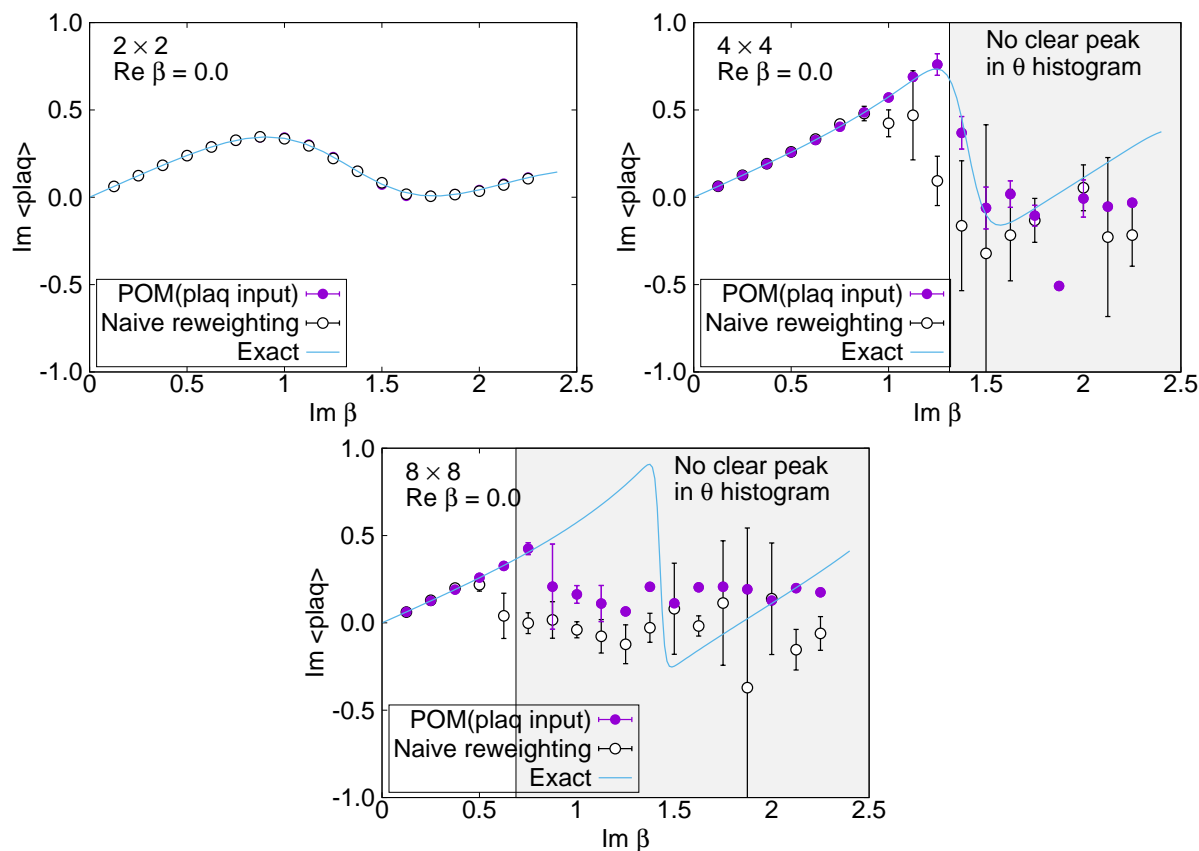 2 × 2
Re β = 0.0
Im <plaq>
1.0
0.5
0.0
-0.5
-1.0
POM(plaq input)
Naive reweighting
Exact
0 0.5 1 1.5 2 2.5
Im β
4 × 4
Re β = 0.0
No clear peak
in θ histogram
Im <plaq>
1.0
0.5
0.0
-0.5
-1.0
POM(plaq input)
Naive reweighting
Exact
0 0.5 1 1.5 2 2.5
Im β
8 × 8
Re β = 0.0
No clear peak
in θ histogram
Im <plaq>
1.0
0.5
0.0
-0.5
-1.0
POM(plaq input)
Naive reweighting
Exact
0 0.5 1 1.5 2 2.5
Im β